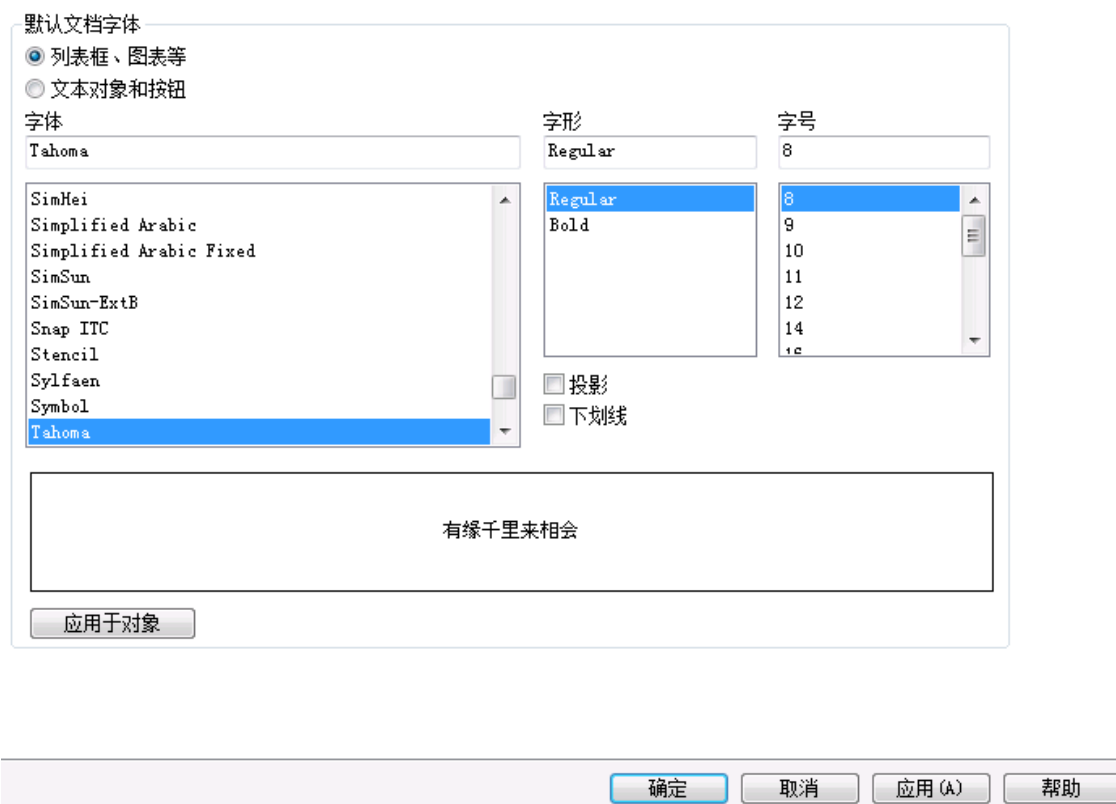 默认文档字体
列表框、图表等
文本对象和按钮
字体 字形 字号
Tahoma Regular 8
SimHei
Simplified Arabic
Simplified Arabic Fixed
SimSun
SimSun-ExtB
Snap ITC
Stencil
Sylfaen
Symbol
Tahoma
Regular
Bold
8
9
10
11
12
14
16
投影
下划线
有缘千里来相会
应用于对象
确定 取消 应用(A) 帮助